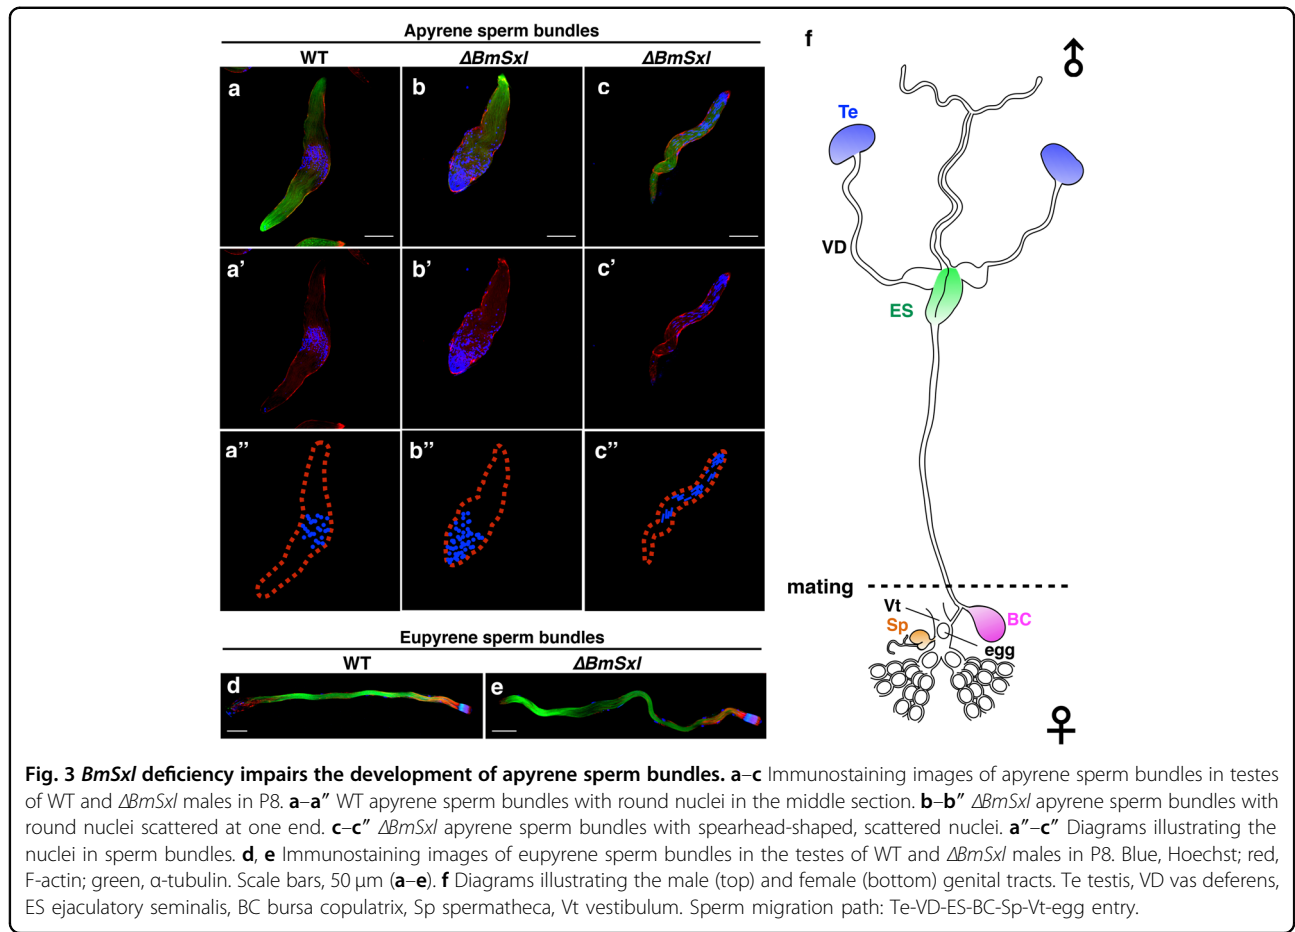 Apyrene sperm bundles
WT
ΔBmSxl
ΔBmSxl
a
b
c
a’
b’
c’
a’’
b’’
c’’
Eupyrene sperm bundles
WT
ΔBmSxl
d
e
f
♂
Te
VD
ES
mating
Vt
Sp
BC
egg
♀
Fig. 3 BmSxl deficiency impairs the development of apyrene sperm bundles. a–c Immunostaining images of apyrene sperm bundles in testes
of WT and ΔBmSxl males in P8. a–a″ WT apyrene sperm bundles with round nuclei in the middle section. b–b″ ΔBmSxl apyrene sperm bundles with
round nuclei scattered at one end. c–c″ ΔBmSxl apyrene sperm bundles with spearhead-shaped, scattered nuclei. a″–c″ Diagrams illustrating the
nuclei in sperm bundles. d, e Immunostaining images of eupyrene sperm bundles in the testes of WT and ΔBmSxl males in P8. Blue, Hoechst; red,
F-actin; green, α-tubulin. Scale bars, 50 μm (a–e). f Diagrams illustrating the male (top) and female (bottom) genital tracts. Te testis, VD vas deferens,
ES ejaculatory seminalis, BC bursa copulatrix, Sp spermatheca, Vt vestibulum. Sperm migration path: Te-VD-ES-BC-Sp-Vt-egg entry.